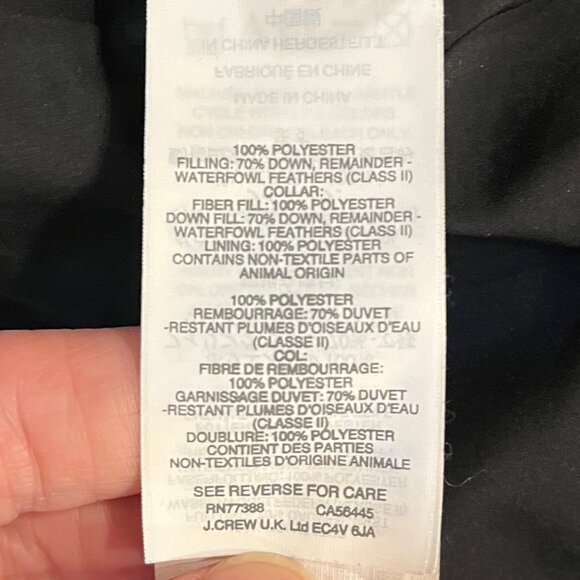 100% POLYESTER
FILLING: 70% DOWN, REMAINDER -
WATERFOWL FEATHERS (CLASS II)
COLLAR:
FIBER FILL: 100% POLYESTER
DOWN FILL: 70% DOWN, REMAINDER -
WATERFOWL FEATHERS (CLASS II)
LINING: 100% POLYESTER
CONTAINS NON-TEXTILE PARTS OF
ANIMAL ORIGIN
100% POLYESTER
REMBOURRAGE: 70% DUVET
-RESTANT PLUMES D'OISEAUX D'EAU
(CLASSE II)
COL:
FIBRE DE REMBOURRAGE:
100% POLYESTER
GARNISSAGE DUVET: 70% DUVET
-RESTANT PLUMES D'OISEAUX D'EAU
(CLASSE II)
DOUBLURE: 100% POLYESTER
CONTIENT DES PARTIES
NON-TEXTILES D'ORIGINE ANIMALE
SEE REVERSE FOR CARE
RN77388 CA56445
J.CREW U.K. Ltd EC4V 6JA